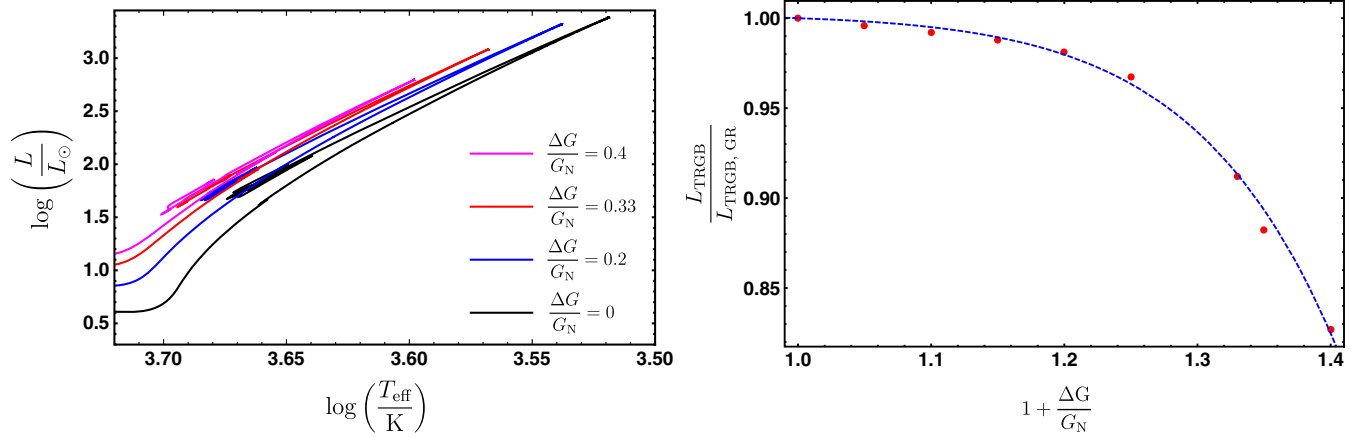 3.0
2.5
2.0
1.5
1.0
0.5
3.70 3.65 3.60 3.55 3.50
log (L/L⊙)
log (T_eff/K)
ΔG/G_N = 0.4
ΔG/G_N = 0.33
ΔG/G_N = 0.2
ΔG/G_N = 0
1.00
0.95
0.90
0.85
1.0 1.1 1.2 1.3 1.4
L_TRGB/L_TRGB, GR
1 + ΔG/G_N